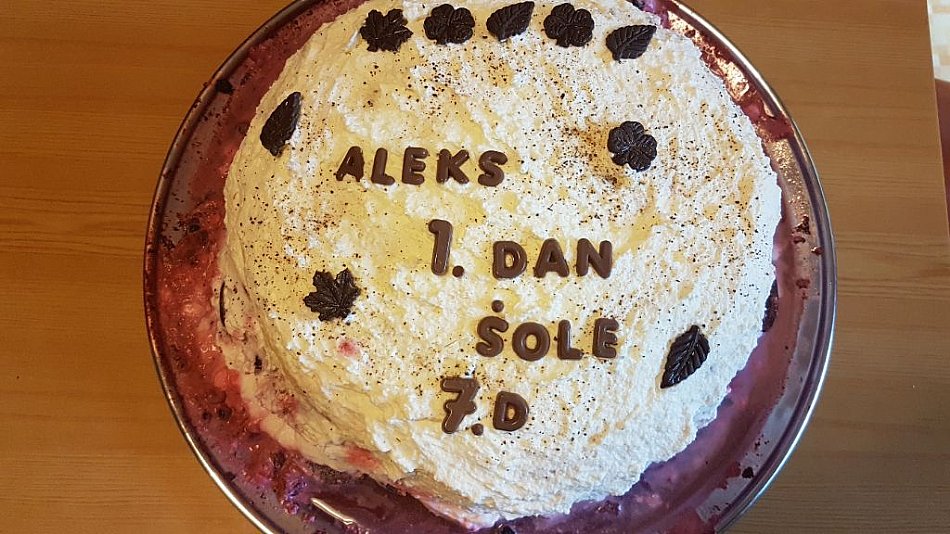 ALEKS
1. DAN
ŠOLE
7.D